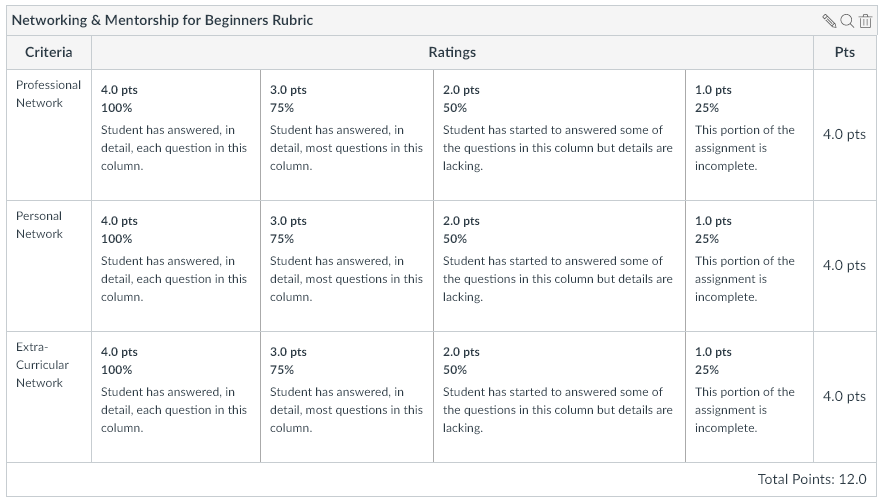 Networking & Mentorship for Beginners Rubric
Criteria
Ratings
Pts
Professional
Network
4.0 pts
100%
Student has answered, in
detail, each question in this
column.
3.0 pts
75%
Student has answered, in
detail, most questions in this
column.
2.0 pts
50%
Student has started to answered some of
the questions in this column but details are
lacking.
1.0 pts
25%
This portion of the
assignment is
incomplete.
4.0 pts
Personal
Network
4.0 pts
100%
Student has answered, in
detail, each question in this
column.
3.0 pts
75%
Student has answered, in
detail, most questions in this
column.
2.0 pts
50%
Student has started to answered some of
the questions in this column but details are
lacking.
1.0 pts
25%
This portion of the
assignment is
incomplete.
4.0 pts
Extra-
Curricular
Network
4.0 pts
100%
Student has answered, in
detail, each question in this
column.
3.0 pts
75%
Student has answered, in
detail, most questions in this
column.
2.0 pts
50%
Student has started to answered some of
the questions in this column but details are
lacking.
1.0 pts
25%
This portion of the
assignment is
incomplete.
4.0 pts
Total Points: 12.0